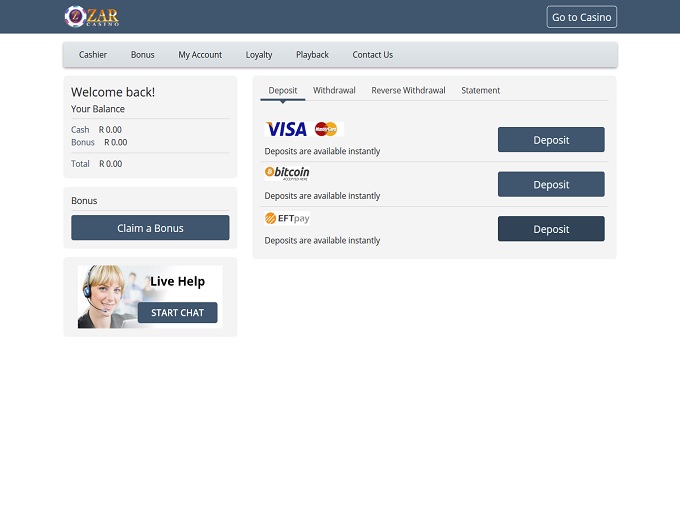 ZAR
CASINO
Go to Casino
Cashier Bonus My Account Loyalty Playback Contact Us
Welcome back!
Your Balance
Cash R 0.00
Bonus R 0.00
Total R 0.00
Bonus
Claim a Bonus
Live Help
START CHAT
Deposit Withdrawal Reverse Withdrawal Statement
VISA MasterCard
Deposit
Deposits are available instantly
bitcoin
ACCEPTED HERE
Deposit
Deposits are available instantly
EFTpay
Deposit
Deposits are available instantly